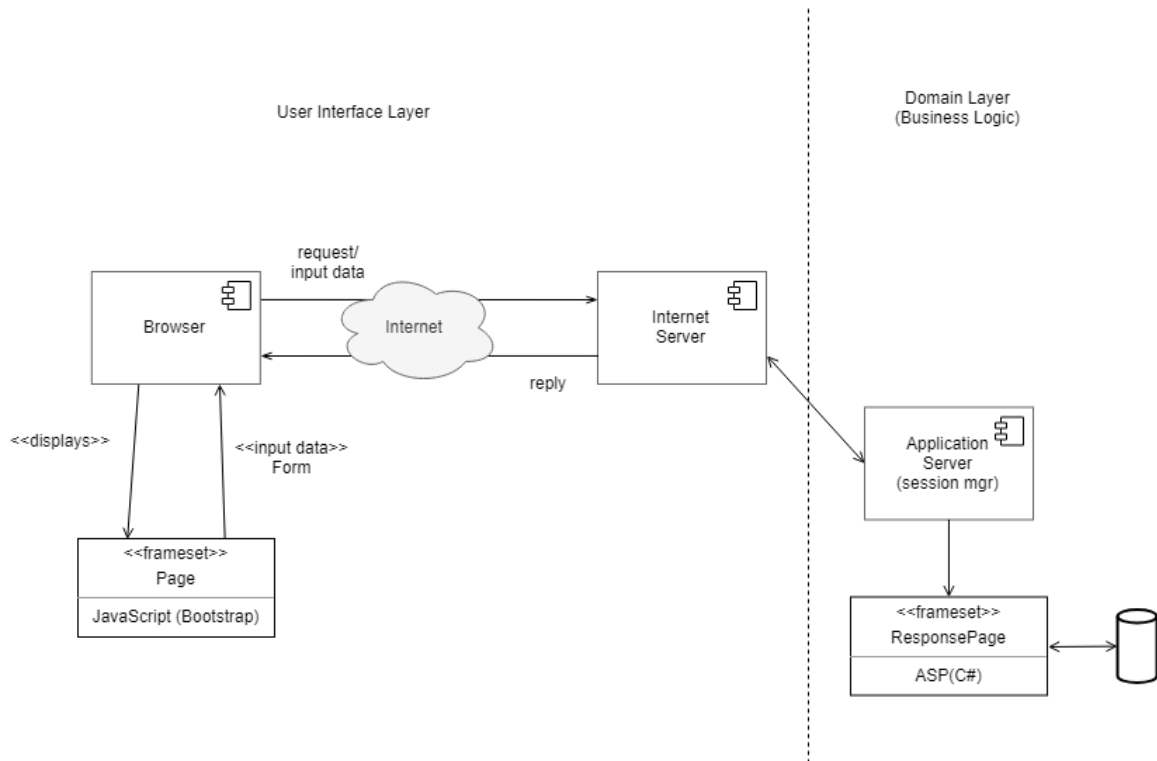 User Interface Layer
Domain Layer
(Business Logic)
request/
input data
Browser
Internet
Internet
Server
reply
<<displays>>
<<input data>>
Form
Application
Server
(session mgr)
<<frameset>>
Page
JavaScript (Bootstrap)
<<frameset>>
ResponsePage
ASP(C#)